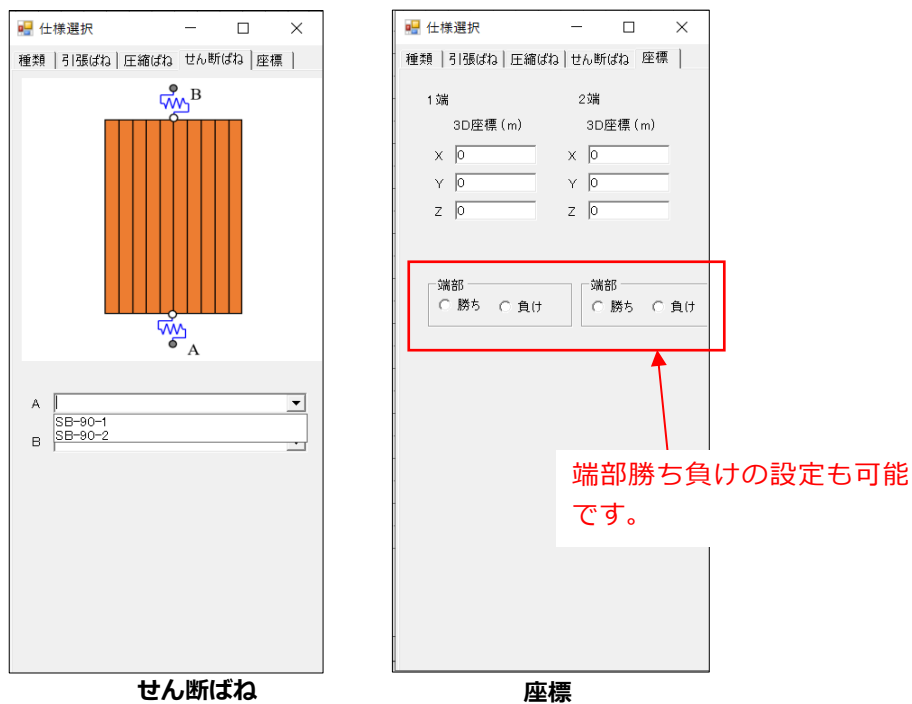 仕様選択
種類 引張ばね 圧縮ばね せん断ばね 座標
B
A
A
SB-90-1
SB-90-2
B
せん断ばね
仕様選択
種類 引張ばね 圧縮ばね せん断ばね 座標
1端 2端
3D座標(m) 3D座標(m)
X 0 X 0
Y 0 Y 0
Z 0 Z 0
端部 端部
勝ち 負け 勝ち 負け
端部勝ち負けの設定も可能
です。
座標